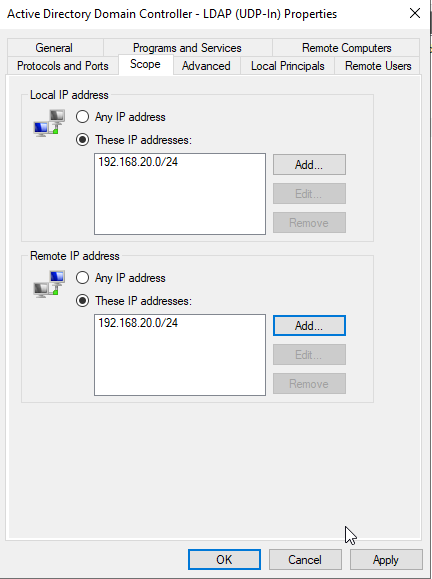 Active Directory Domain Controller - LDAP (UDP-In) Properties
General Programs and Services Remote Computers
Protocols and Ports Scope Advanced Local Principals Remote Users
Local IP address
Any IP address
These IP addresses:
192.168.20.0/24
Add...
Edit...
Remove
Remote IP address
Any IP address
These IP addresses:
192.168.20.0/24
Add...
Edit...
Remove
OK Cancel Apply